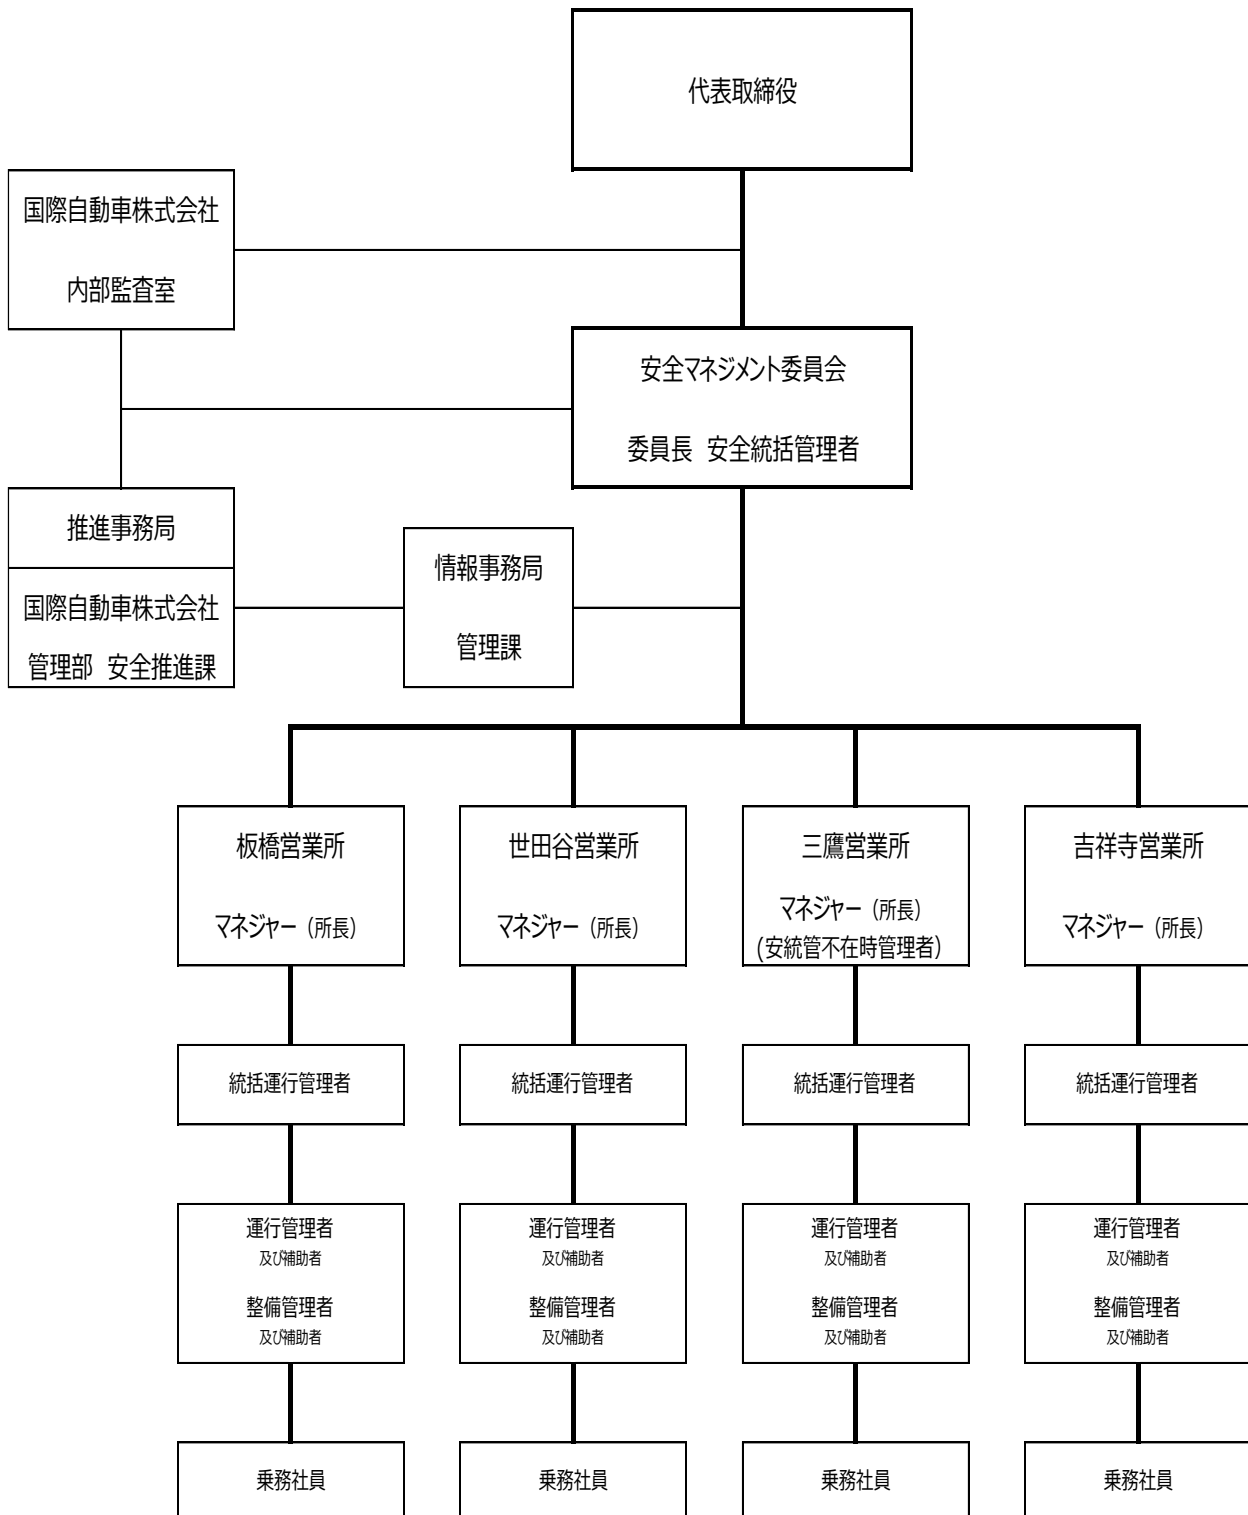 代表取締役
国際自動車株式会社
内部監査室
安全マネジメント委員会
委員長 安全統括管理者
推進事務局
国際自動車株式会社
管理部 安全推進課
情報事務局
管理課
板橋営業所
マネジャー（所長）
世田谷営業所
マネジャー（所長）
三鷹営業所
マネジャー（所長）
(安統管不在時管理者）
吉祥寺営業所
マネジャー（所長）
統括運行管理者
統括運行管理者
統括運行管理者
統括運行管理者
運行管理者
及び補助者
整備管理者
及び補助者
運行管理者
及び補助者
整備管理者
及び補助者
運行管理者
及び補助者
整備管理者
及び補助者
運行管理者
及び補助者
整備管理者
及び補助者
乗務社員
乗務社員
乗務社員
乗務社員